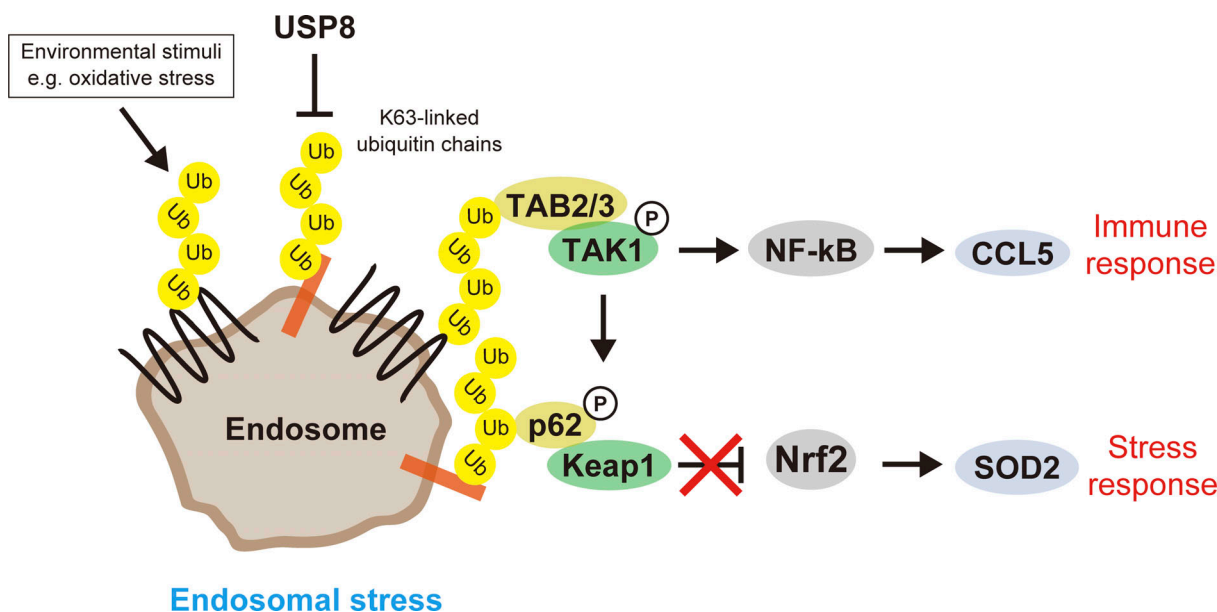 USP8
Environmental stimuli
e.g. oxidative stress
K63-linked
ubiquitin chains
Ub
Ub
Ub
Ub
Ub
Ub
Ub
Ub
Ub
Ub
Ub
Ub
TAB2/3
P
TAK1
NF-kB
CCL5
Immune
response
Ub
Ub
Ub
Ub
p62
P
Keap1
Nrf2
SOD2
Stress
response
Endosome
Endosomal stress